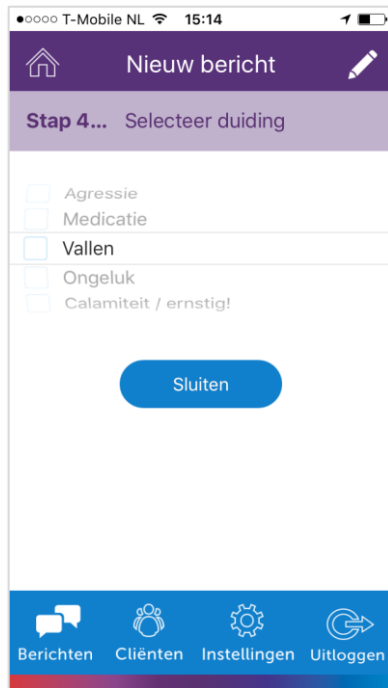 T-Mobile NL 15:14
Nieuw bericht
Stap 4... Selecteer duiding
Agressie
Medicatie
Vallen
Ongeluk
Calamiteit / ernstig!
Sluiten
Berichten Cliënten Instellingen Uitloggen